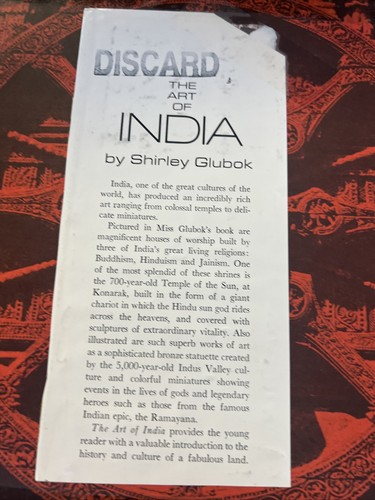 DISCARD
THE
ART
OF
INDIA
by Shirley Glubok
India, one of the great cultures of the
world, has produced an incredibly rich
art ranging from colossal temples to deli-
cate miniatures.
Pictured in Miss Glubok's book are
magnificent houses of worship built by
three of India's great living religions:
Buddhism, Hinduism and Jainism. One
of the most splendid of these shrines is
the 700-year-old Temple of the Sun, at
Konarak, built in the form of a giant
chariot in which the Hindu sun god rides
across the heavens, and covered with
sculptures of extraordinary vitality. Also
illustrated are such superb works of art
as a sophisticated bronze statuette created
by the 5,000-year-old Indus Valley cul-
ture and colorful miniatures showing
events in the lives of gods and legendary
heroes such as those from the famous
Indian epic, the Ramayana.
The Art of India provides the young
reader with a valuable introduction to the
history and culture of a fabulous land.